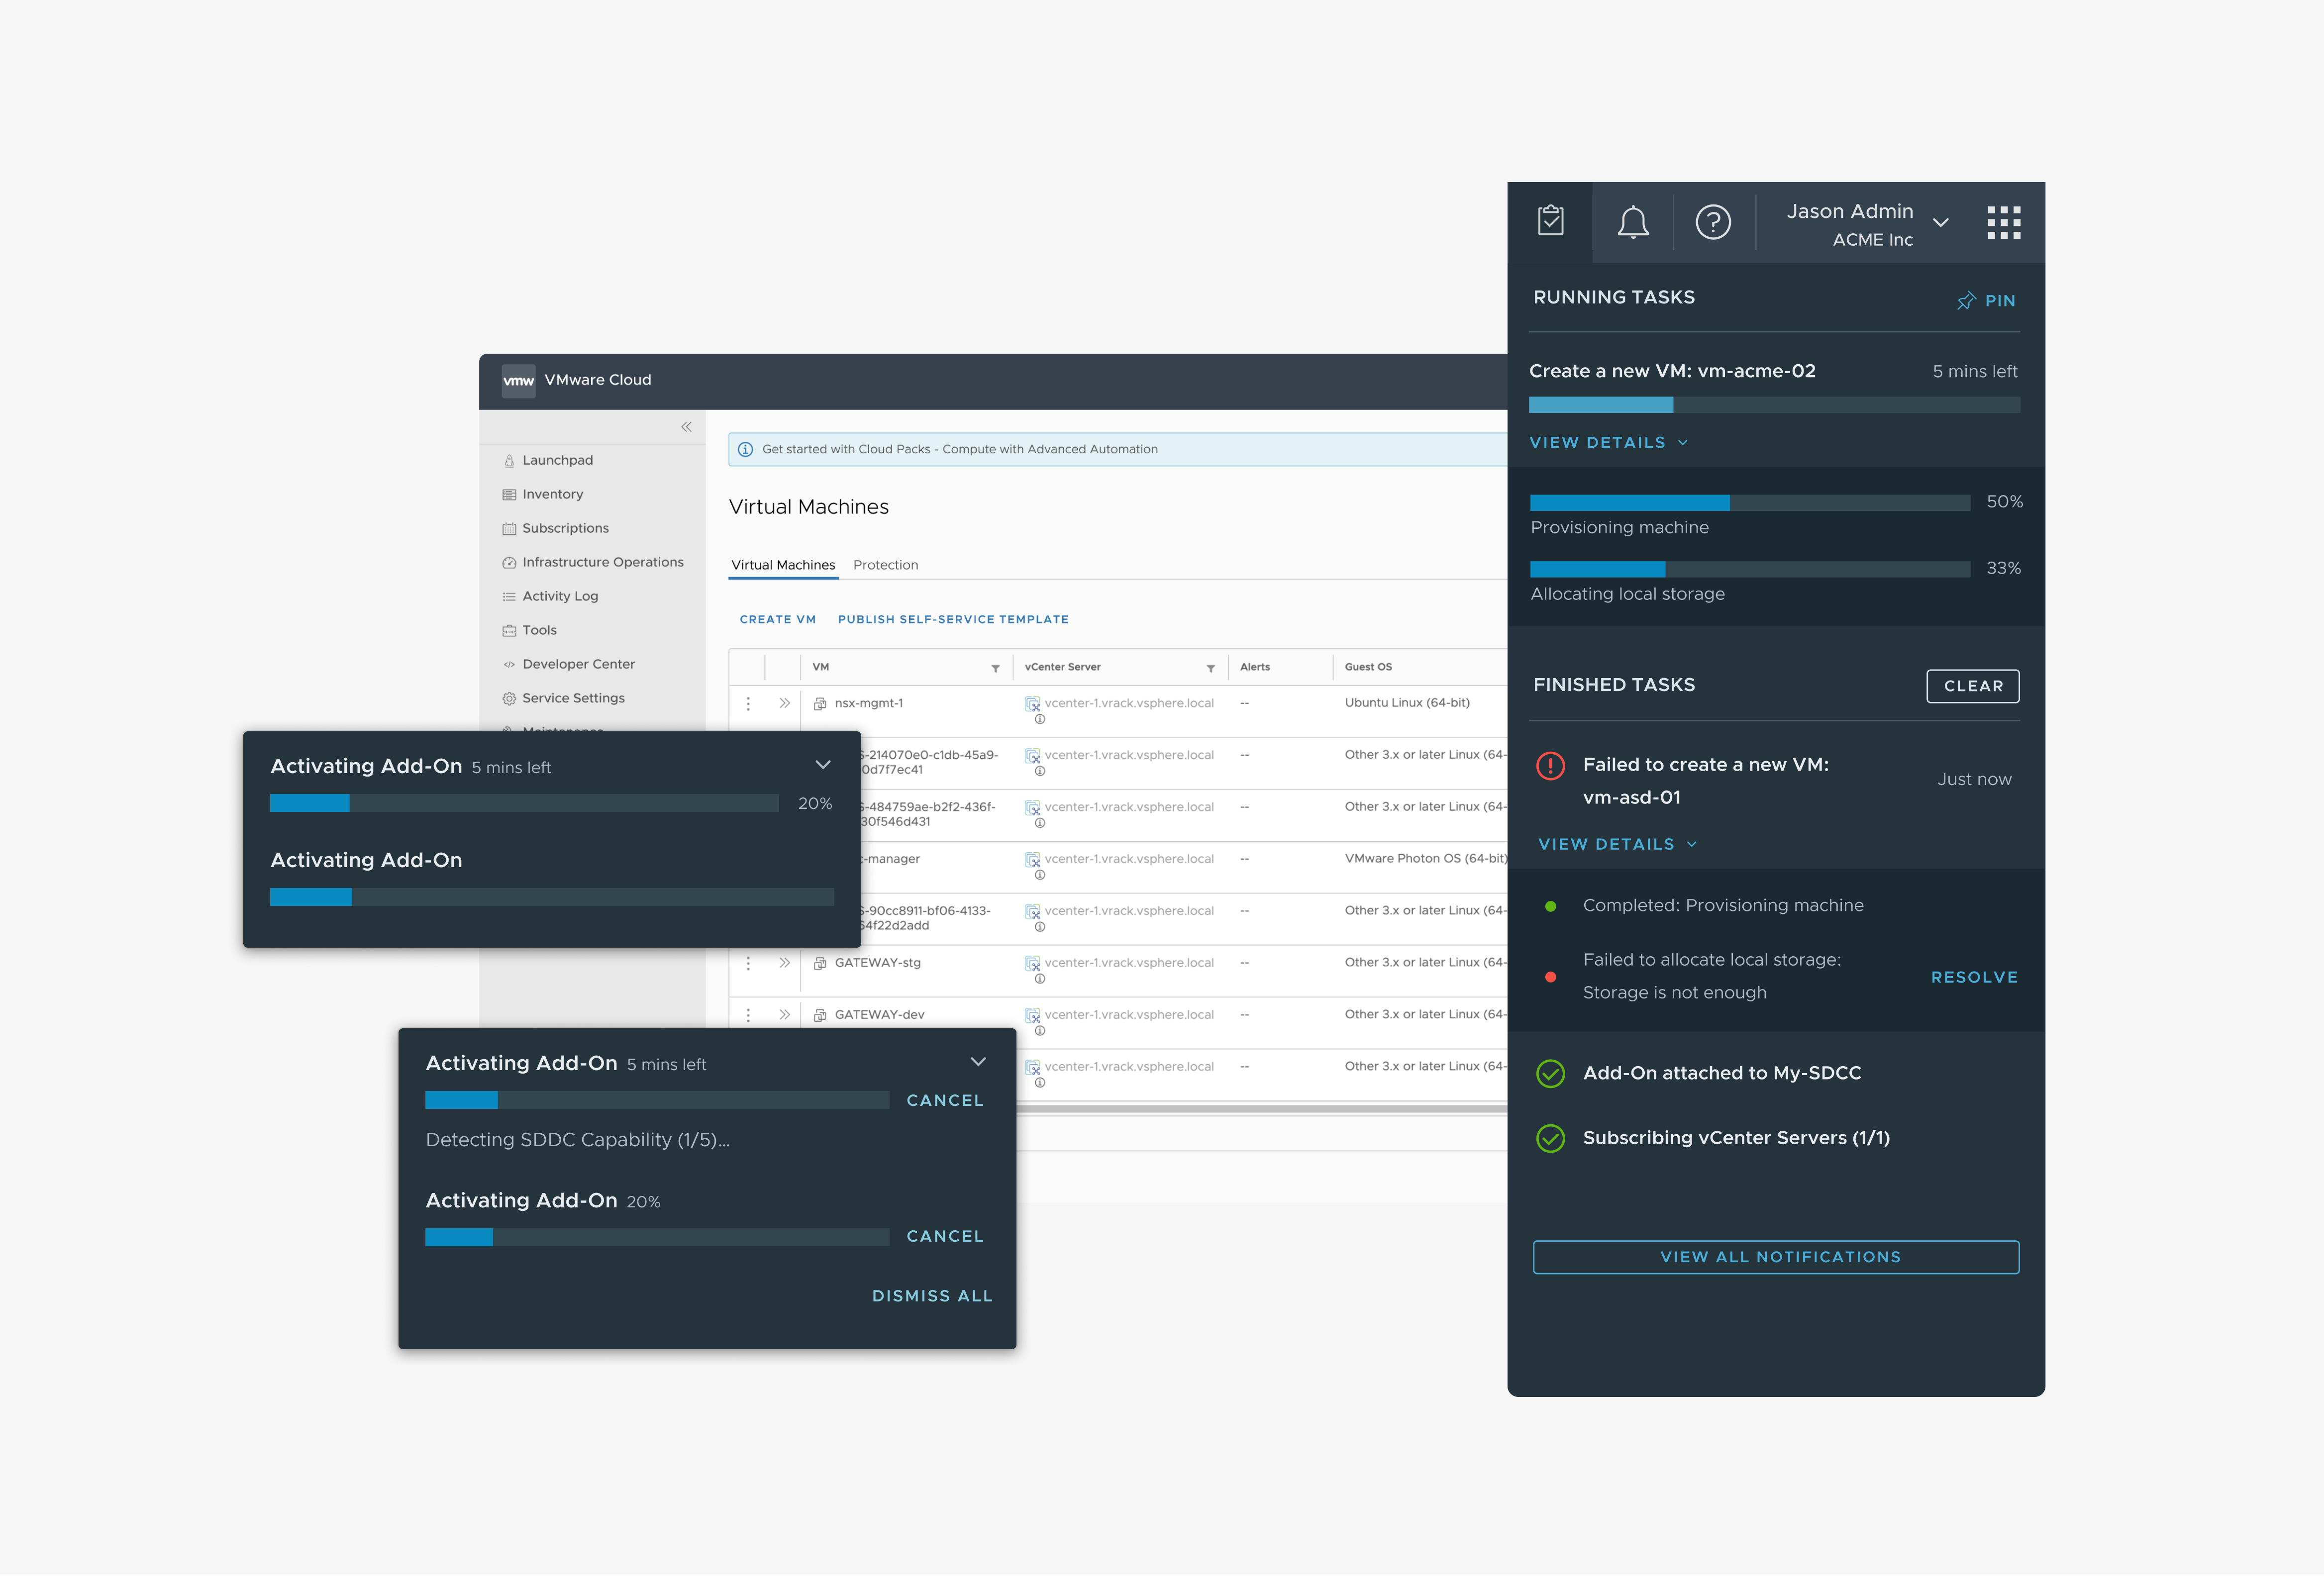 Jason Admin
ACME Inc
RUNNING TASKS
PIN
Create a new VM: vm-acme-02
5 mins left
VIEW DETAILS
50%
Provisioning machine
33%
Allocating local storage
FINISHED TASKS
CLEAR
Failed to create a new VM:
vm-asd-01
Just now
VIEW DETAILS
Completed: Provisioning machine
Failed to allocate local storage:
Storage is not enough
RESOLVE
Add-On attached to My-SDCC
Subscribing vCenter Servers (1/1)
VIEW ALL NOTIFICATIONS
vmw VMware Cloud
Launchpad
Inventory
Subscriptions
Infrastructure Operations
Activity Log
Tools
Developer Center
Service Settings
Get started with Cloud Packs - Compute with Advanced Automation
Virtual Machines
Virtual Machines Protection
CREATE VM PUBLISH SELF-SERVICE TEMPLATE
VM vCenter Server Alerts Guest OS
nsx-mgmt-1 vcenter-1.vrack.vsphere.local -- Ubuntu Linux (64-bit)
-214070e0-c1db-45a9- vcenter-1.vrack.vsphere.local -- Other 3.x or later Linux (64-
0d7f7ec41
-484759ae-b2f2-436f- vcenter-1.vrack.vsphere.local -- Other 3.x or later Linux (64-
30f546d431
-manager vcenter-1.vrack.vsphere.local -- VMware Photon OS (64-bit)
-90cc8911-bf06-4133- vcenter-1.vrack.vsphere.local -- Other 3.x or later Linux (64-
4f22d2add
GATEWAY-stg vcenter-1.vrack.vsphere.local -- Other 3.x or later Linux (64-
GATEWAY-dev vcenter-1.vrack.vsphere.local -- Other 3.x or later Linux (64-
vcenter-1.vrack.vsphere.local -- Other 3.x or later Linux (64-
Activating Add-On 5 mins left
20%
Activating Add-On
Activating Add-On 5 mins left
CANCEL
Detecting SDDC Capability (1/5)...
Activating Add-On 20%
CANCEL
DISMISS ALL